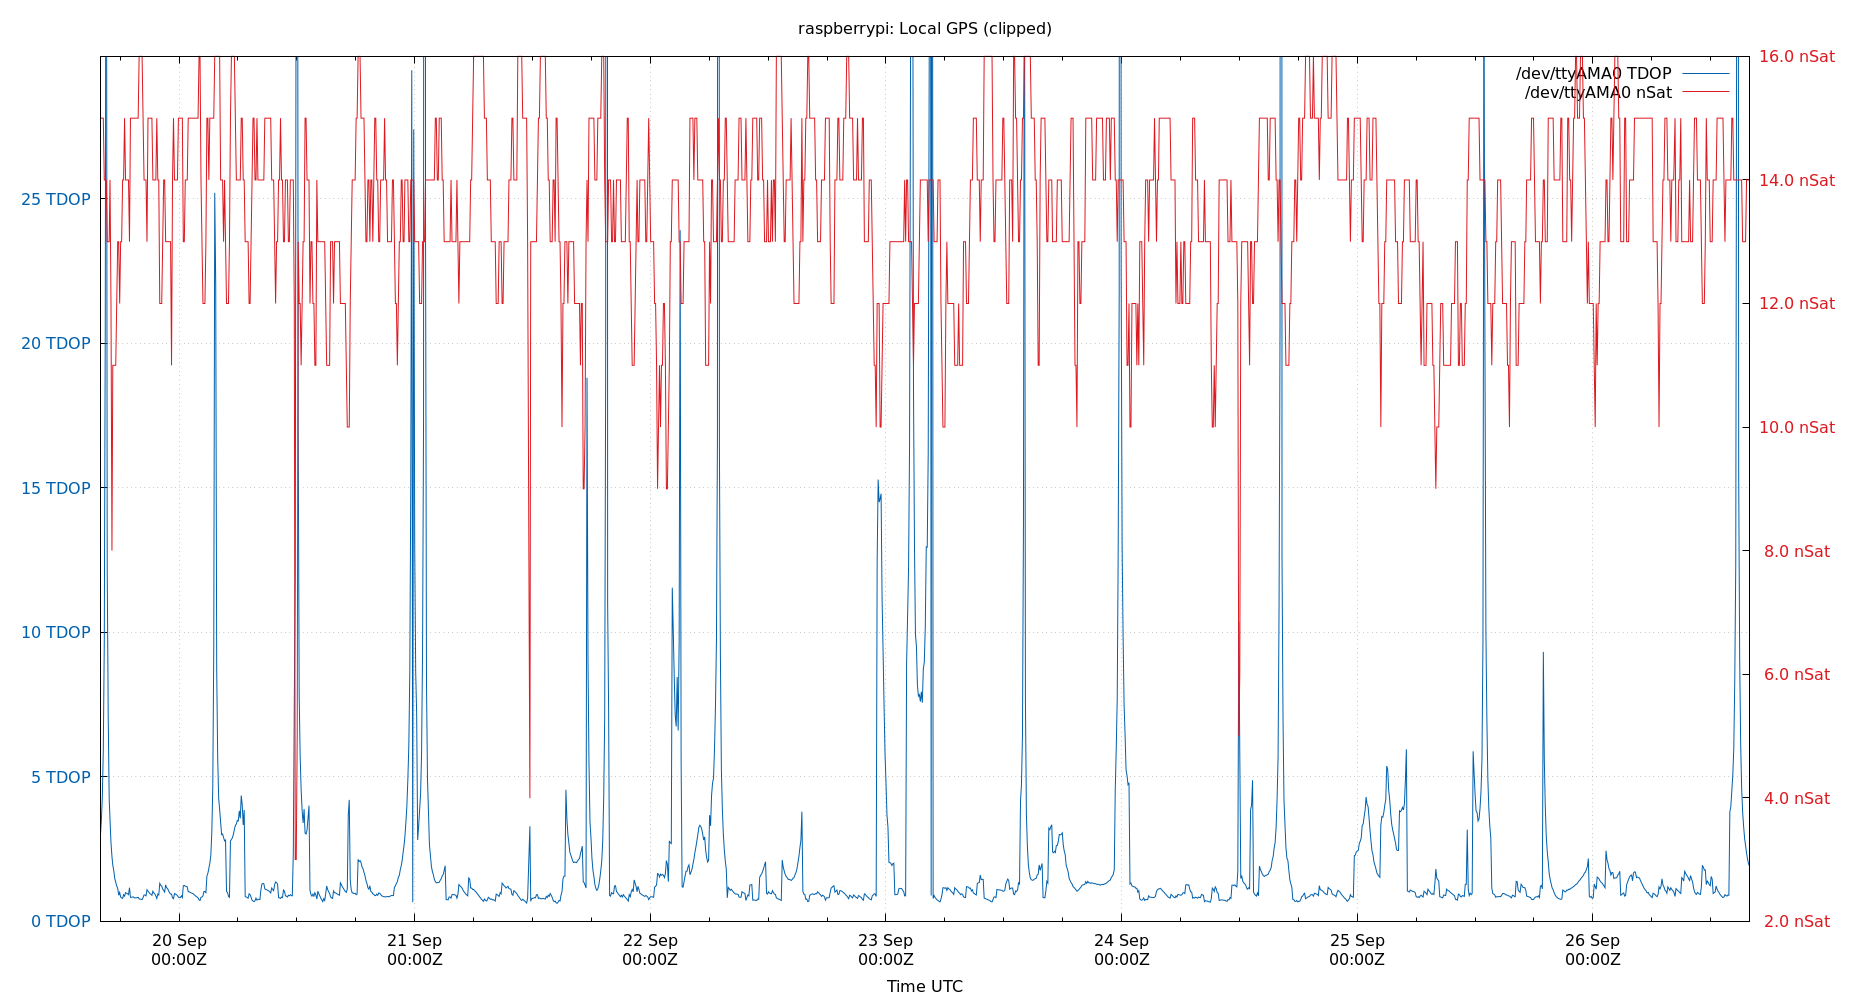 raspberrypi: Local GPS (clipped)
16.0 nSat
/dev/ttyAMA0 TDOP
/dev/ttyAMA0 nSat
14.0 nSat
25 TDOP
12.0 nSat
20 TDOP
10.0 nSat
15 TDOP
8.0 nSat
10 TDOP
6.0 nSat
5 TDOP
4.0 nSat
0 TDOP
2.0 nSat
20 Sep 21 Sep 22 Sep 23 Sep 24 Sep 25 Sep 26 Sep
00:00Z 00:00Z 00:00Z 00:00Z 00:00Z 00:00Z 00:00Z
Time UTC